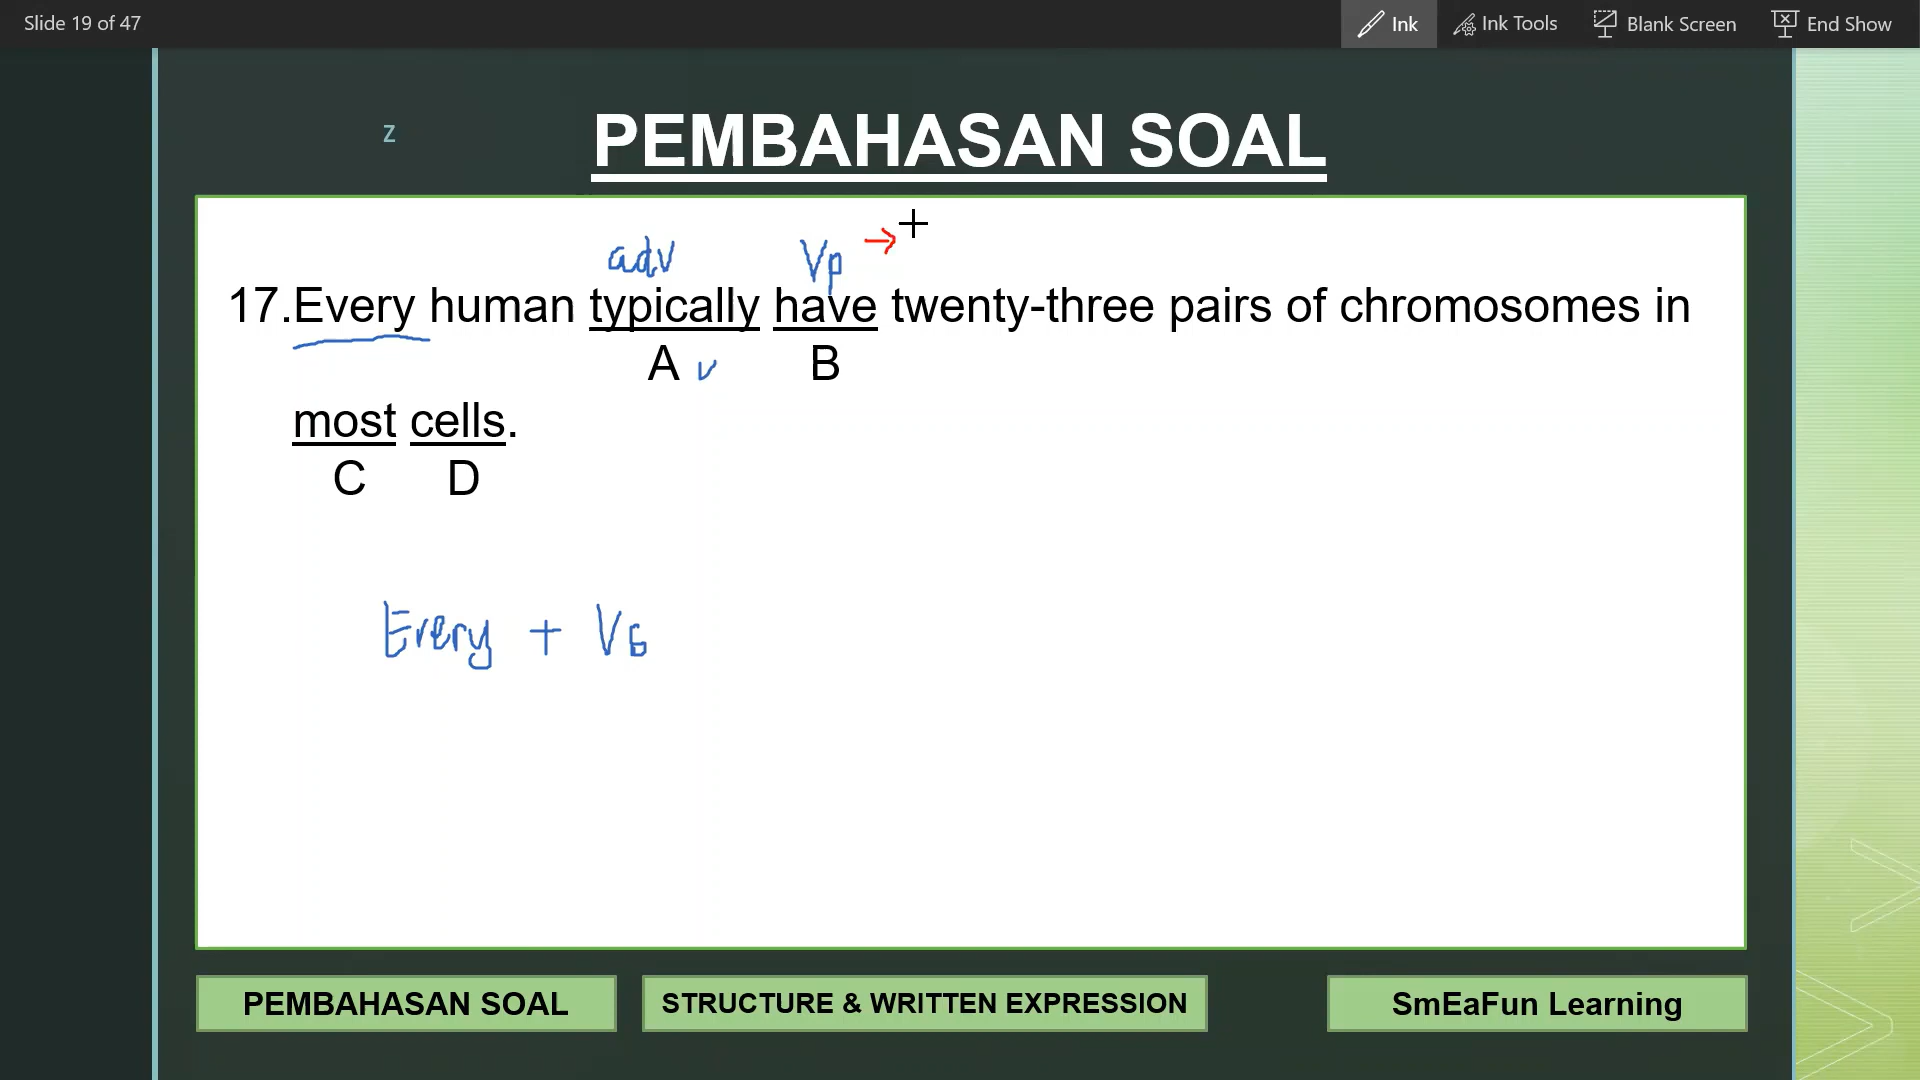 Slide 19 of 47
Ink
Ink Tools
Blank Screen
End Show
z
PEMBAHASAN SOAL
adv Vp →
17.Every human typically have twenty-three pairs of chromosomes in
A v B
most cells.
C D
Every +
PEMBAHASAN SOAL
STRUCTURE & WRITTEN EXPRESSION
SmEaFun Learning